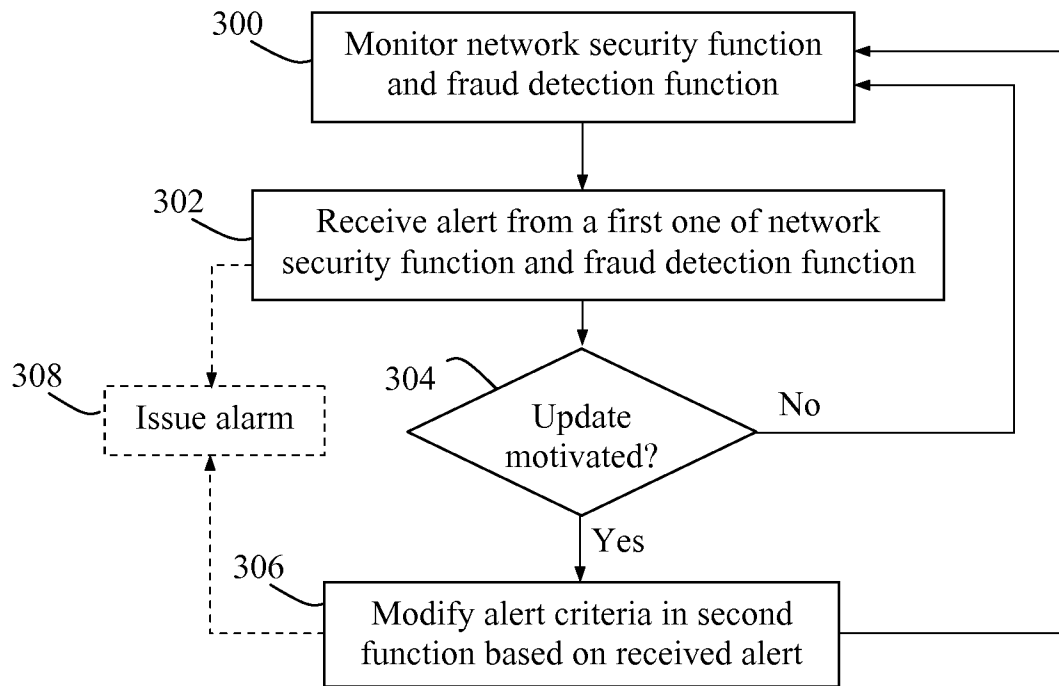 300
Monitor network security function
and fraud detection function
302
Receive alert from a first one of network
security function and fraud detection function
304
308
Issue alarm
Update
motivated?
No
Yes
306
Modify alert criteria in second
function based on received alert